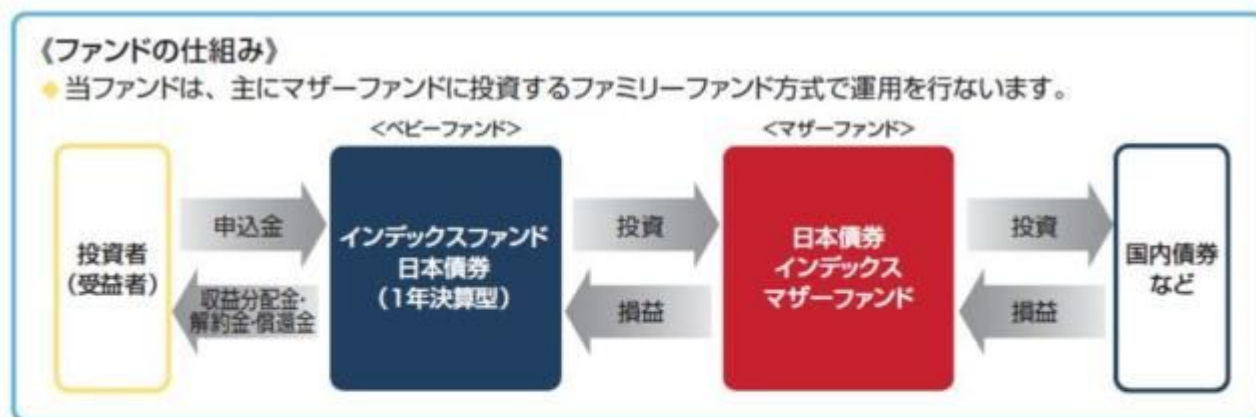 《ファンドの仕組み》
◆当ファンドは、主にマザーファンドに投資するファミリーファンド方式で運用を行ないます。
<ベビーファンド>
<マザーファンド>
投資者
(受益者)
申込金
収益分配金・
解約金・償還金
インデックスファンド
日本債券
(1年決算型)
投資
損益
日本債券
インデックス
マザーファンド
投資
損益
国内債券
など